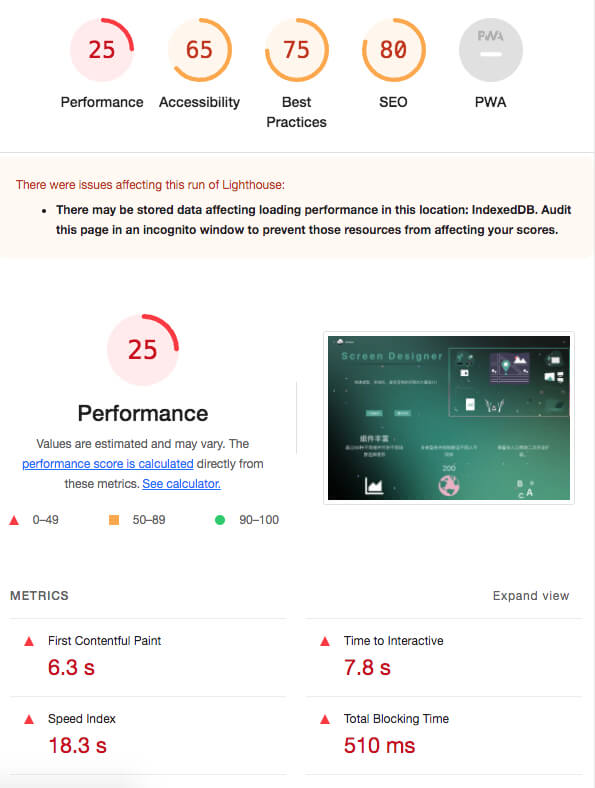 25
65
75
80
PWA
Performance
Accessibility
Best
Practices
SEO
PWA
There were issues affecting this run of Lighthouse:
There may be stored data affecting loading performance in this location: IndexedDB. Audit
this page in an incognito window to prevent those resources from affecting your scores.
25
Performance
Values are estimated and may vary. The
performance score is calculated directly from
these metrics. See calculator.
0–49
50–89
90–100
Screen Designer
组件丰富
200
B
C A
METRICS
Expand view
First Contentful Paint
6.3 s
Time to Interactive
7.8 s
Speed Index
18.3 s
Total Blocking Time
510 ms